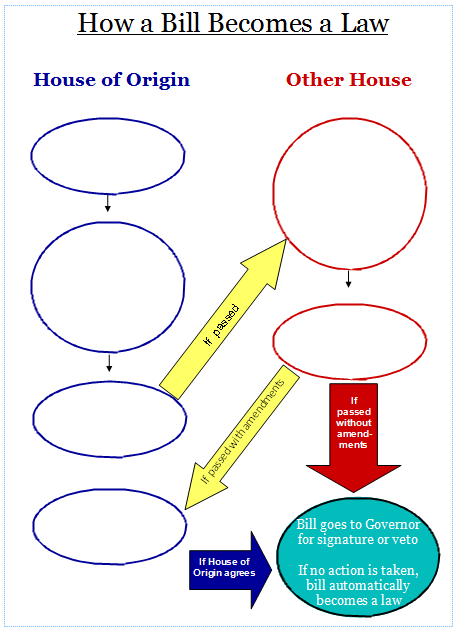 How a Bill Becomes a Law
House of Origin
Other House
If passed
If passed with amendments
If
passed
without
amend-
ments
If House of
Origin agrees
Bill goes to Governor
for signature or veto
If no action is taken,
bill automatically
becomes a law